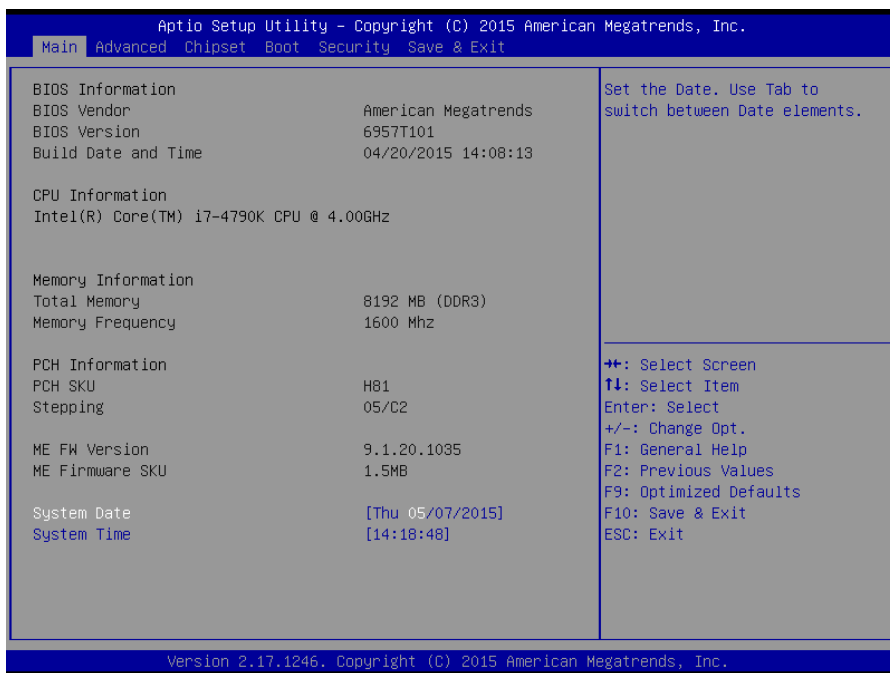 Aptio Setup Utility – Copyright (C) 2015 American Megatrends, Inc.
Main Advanced Chipset Boot Security Save & Exit
BIOS Information
BIOS Vendor American Megatrends
BIOS Version 6957T101
Build Date and Time 04/20/2015 14:08:13
CPU Information
Intel(R) Core(TM) i7-4790K CPU @ 4.00GHz
Memory Information
Total Memory 8192 MB (DDR3)
Memory Frequency 1600 Mhz
PCH Information
PCH SKU H81
Stepping 05/C2
ME FW Version 9.1.20.1035
ME Firmware SKU 1.5MB
System Date [Thu 05/07/2015]
System Time [14:18:48]
Set the Date. Use Tab to
switch between Date elements.
→←: Select Screen
↑↓: Select Item
Enter: Select
+/-: Change Opt.
F1: General Help
F2: Previous Values
F9: Optimized Defaults
F10: Save & Exit
ESC: Exit
Version 2.17.1246. Copyright (C) 2015 American Megatrends, Inc.